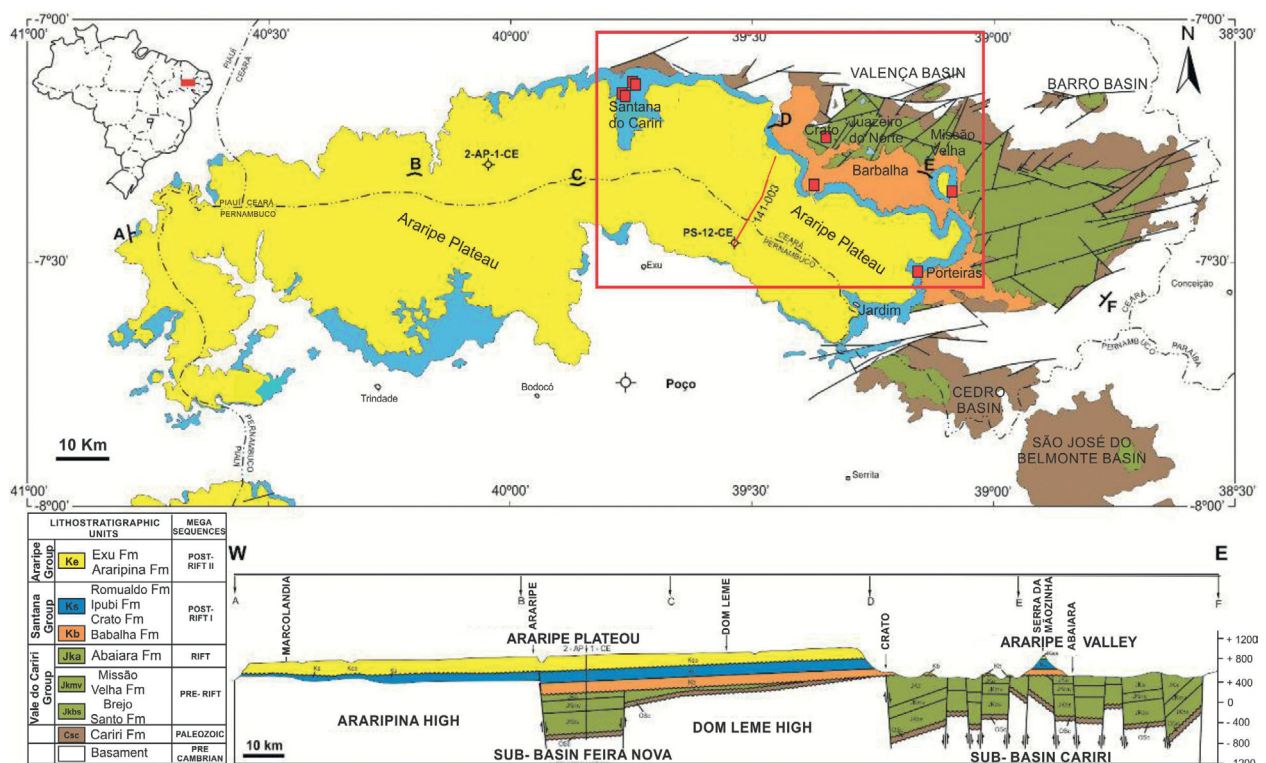 -7°00'
-7°00'
41°00'
40°30'
40°00'
39°30'
39°00'
38°30'
N
PIAUÍ
CEARÁ
VALENÇA BASIN
BARRO BASIN
Santana
do Cariri
D
Crato
Juazeiro
do Norte
Missão
Velha
2-AP-1-CE
B
C
E
Barbalha
PIAUÍ CEARÁ
PERNAMBUCO
141-003
A
Araripe Plateau
Araripe
Plateau
PS-12-CE
CEARÁ
PERNAMBUCO
-7°30'
-7°30'
Exu
Porteiras
Conceição
F
CEARÁ
Jardim
PERNAMBUCO
PARAÍBA
Trindade
Bodocó
Poço
CEDRO
BASIN
PERNAMBUCO
PIAUÍ
SÃO JOSÉ DO
BELMONTE BASIN
10 Km
Serrita
41°00'
40°00'
39°30'
39°00'
38°30'
-8°00'
-8°00'
LITHOSTRATIGRAPHIC
UNITS
MEGA
SEQUENCES
Araripe
Group
Ke
Exu Fm
Araripina Fm
POST-
RIFT II
Santana
Group
Ks
Romualdo Fm
Ipubi Fm
Crato Fm
Kb
Babalha Fm
POST-
RIFT I
Vale do Cariri
Group
Jka
Abaiara Fm
RIFT
Jkmv
Missão
Velha Fm
Jkbs
Brejo
Santo Fm
PRE- RIFT
Csc
Cariri Fm
PALEOZOIC
Basament
PRE
CAMBRIAN
W
E
A
B
C
D
E
F
MARCOLANDIA
ARARIPE
DOM LEME
CRATO
SERRA DA
MÃOZINHA
ABAIARA
ARARIPE PLATEOU
2 - AP - 1 - CE
ARARIPE VALLEY
+ 1200
+ 800
+ 400
0
- 400
- 800
- 1200
ARARIPINA HIGH
DOM LEME HIGH
10 km
SUB- BASIN FEIRA NOVA
SUB- BASIN CARIRI